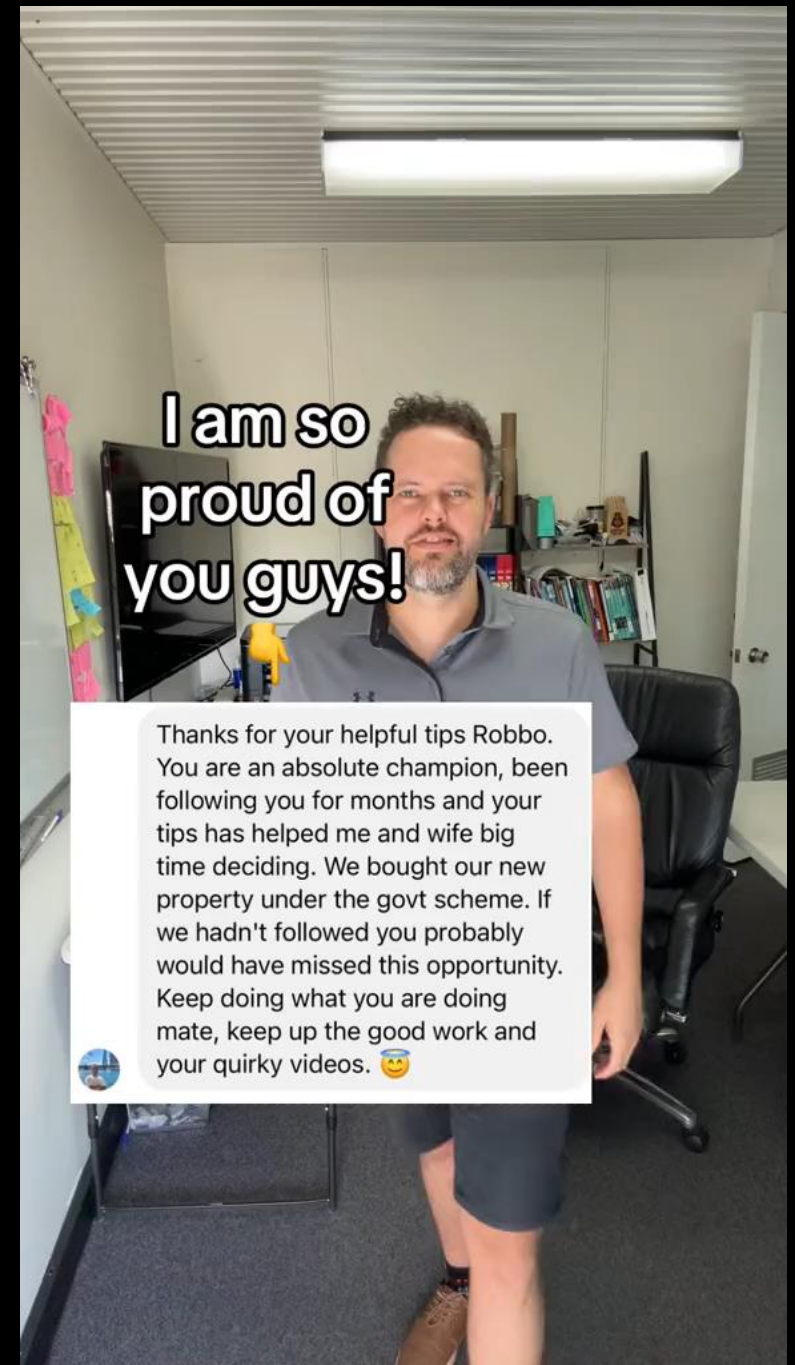 I am so
proud of
you guys!
👇
Thanks for your helpful tips Robbo.
You are an absolute champion, been
following you for months and your
tips has helped me and wife big
time deciding. We bought our new
property under the govt scheme. If
we hadn't followed you probably
would have missed this opportunity.
Keep doing what you are doing
mate, keep up the good work and
your quirky videos. 😇